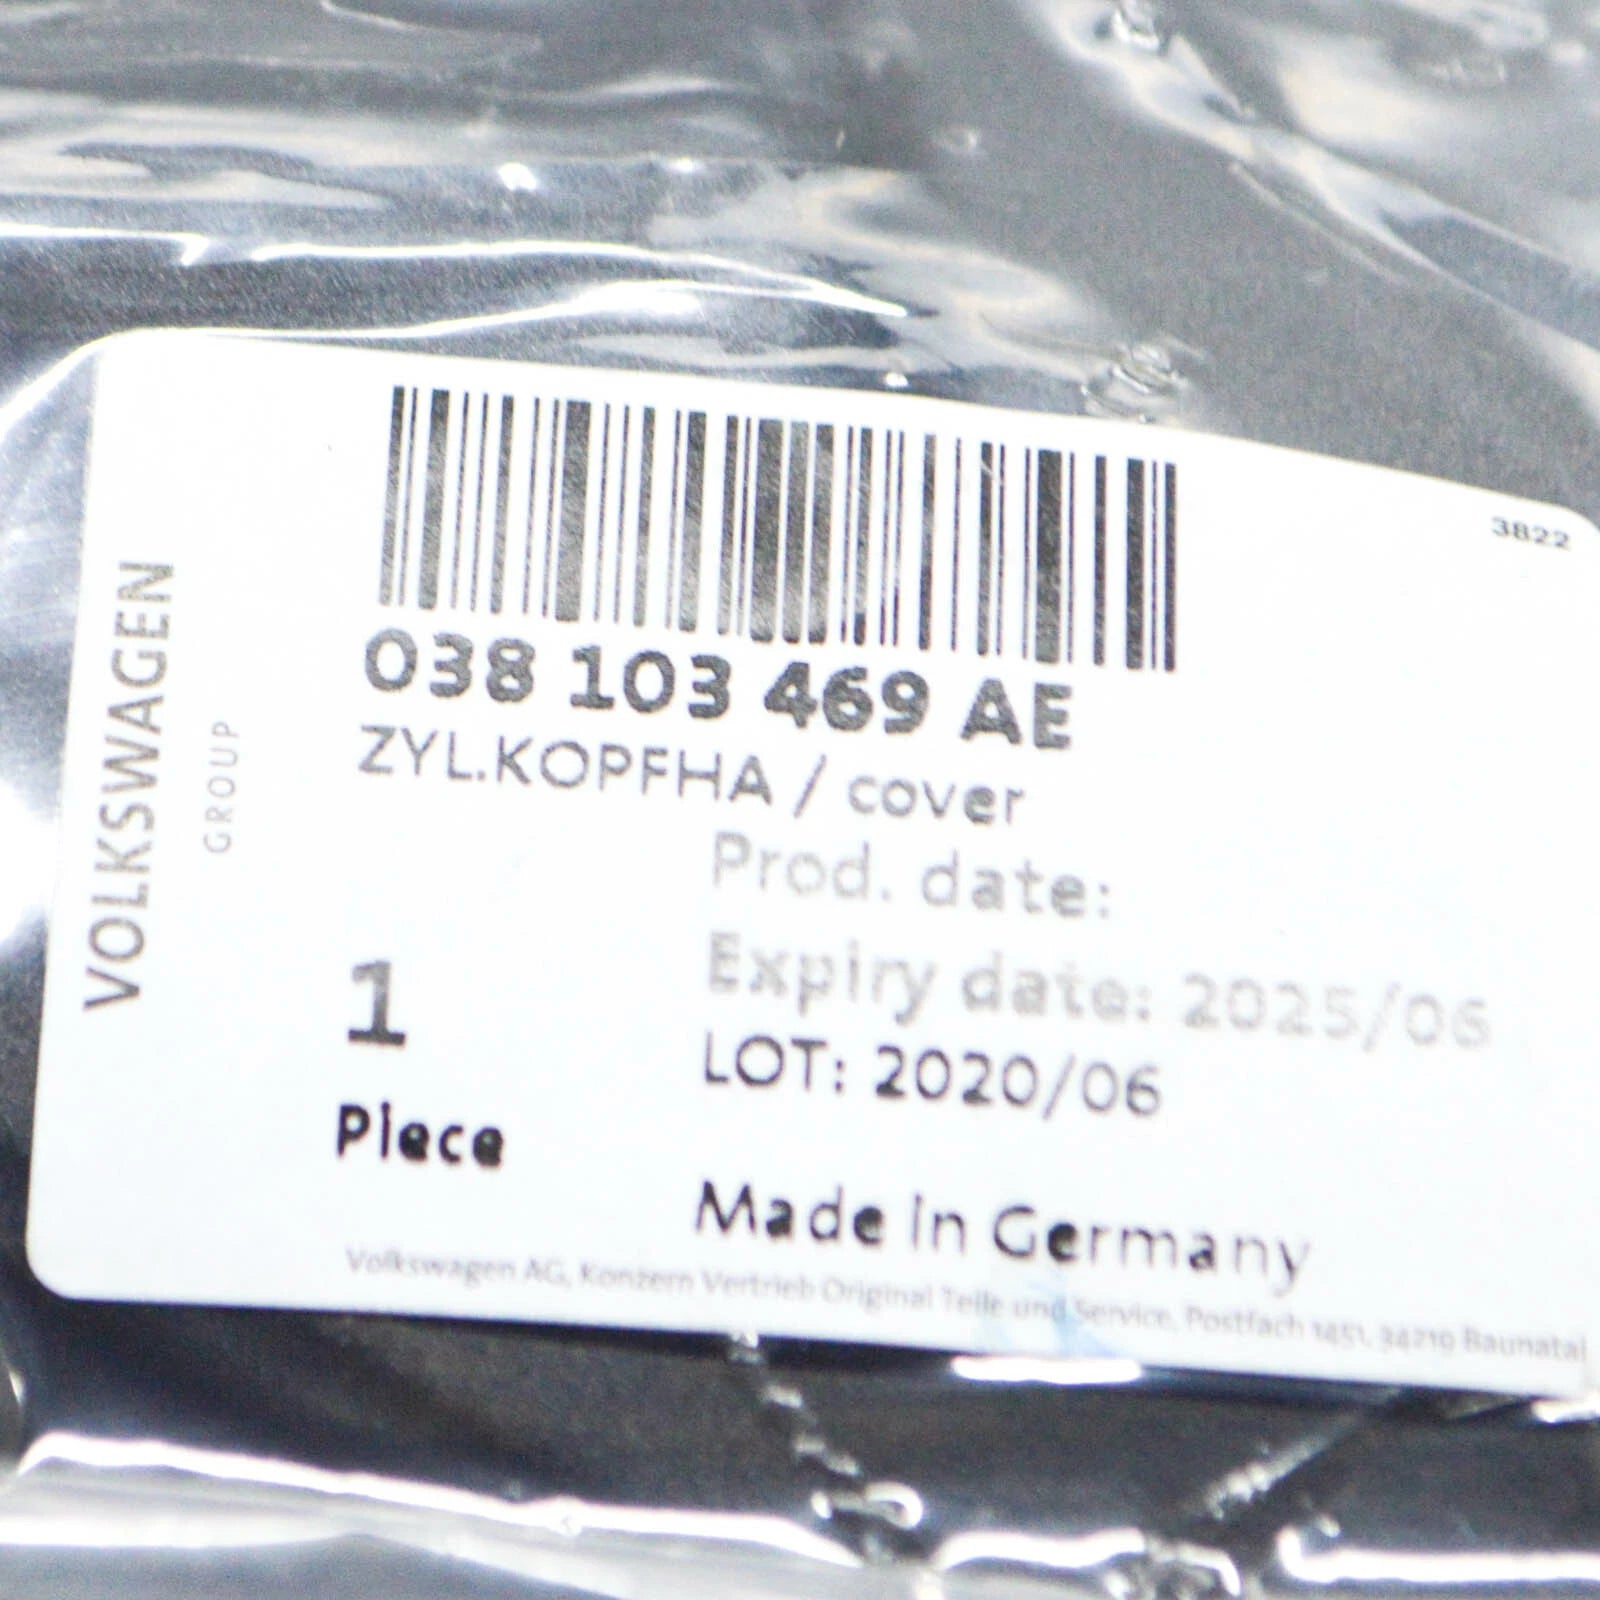 3822
038 103 469 AE
ZYL.KOPFHA / cover
Prod. date:
Expiry date: 2025/06
LOT: 2020/06
1
Piece
Made in Germany
Volkswagen AG, Konzern Vertrieb Original Teile und Service, Postfach 1451, 34219 Baunatal
VOLKSWAGEN
GROUP